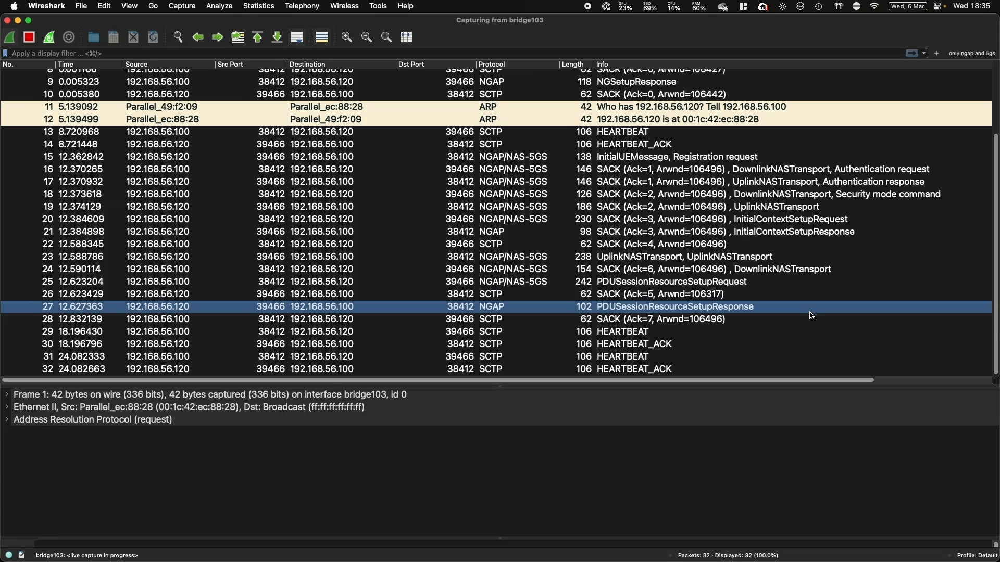 Wireshark File Edit View Go Capture Analyze Statistics Telephony Wireless Tools Help GPU 23% SSD 69% CPU 14% RAM 60% Wed, 6 Mar Wed 18:35
Capturing from bridge103
Apply a display filter ... <⌘/> + only ngap and 5gs
No. Time Source Src Port Destination Dst Port Protocol Length Info
8 0.001166 192.168.56.100 38412 192.168.56.120 39466 SCTP 62 SACK (Ack=0, Arwnd=106427)
9 0.005323 192.168.56.100 38412 192.168.56.120 39466 NGAP 118 NGSetupResponse
10 0.005380 192.168.56.120 39466 192.168.56.100 38412 SCTP 62 SACK (Ack=0, Arwnd=106442)
11 5.139092 Parallel_49:f2:09 Parallel_ec:88:28 ARP 42 Who has 192.168.56.120? Tell 192.168.56.100
12 5.139499 Parallel_ec:88:28 Parallel_49:f2:09 ARP 42 192.168.56.120 is at 00:1c:42:ec:88:28
13 8.720968 192.168.56.100 38412 192.168.56.120 39466 SCTP 106 HEARTBEAT
14 8.721448 192.168.56.120 39466 192.168.56.100 38412 SCTP 106 HEARTBEAT_ACK
15 12.362842 192.168.56.120 39466 192.168.56.100 38412 NGAP/NAS-5GS 138 InitialUEMessage, Registration request
16 12.370265 192.168.56.100 38412 192.168.56.120 39466 NGAP/NAS-5GS 146 SACK (Ack=1, Arwnd=106496) , DownlinkNASTransport, Authentication request
17 12.370932 192.168.56.120 39466 192.168.56.100 38412 NGAP/NAS-5GS 146 SACK (Ack=1, Arwnd=106496) , UplinkNASTransport, Authentication response
18 12.373618 192.168.56.100 38412 192.168.56.120 39466 NGAP/NAS-5GS 126 SACK (Ack=2, Arwnd=106496) , DownlinkNASTransport, Security mode command
19 12.374129 192.168.56.120 39466 192.168.56.100 38412 NGAP/NAS-5GS 186 SACK (Ack=2, Arwnd=106496) , UplinkNASTransport
20 12.384609 192.168.56.100 38412 192.168.56.120 39466 NGAP/NAS-5GS 230 SACK (Ack=3, Arwnd=106496) , InitialContextSetupRequest
21 12.384898 192.168.56.120 39466 192.168.56.100 38412 NGAP 98 SACK (Ack=3, Arwnd=106496) , InitialContextSetupResponse
22 12.588345 192.168.56.100 38412 192.168.56.120 39466 SCTP 62 SACK (Ack=4, Arwnd=106496)
23 12.588786 192.168.56.120 39466 192.168.56.100 38412 NGAP/NAS-5GS 238 UplinkNASTransport, UplinkNASTransport
24 12.590114 192.168.56.100 38412 192.168.56.120 39466 NGAP/NAS-5GS 154 SACK (Ack=6, Arwnd=106496) , DownlinkNASTransport
25 12.623204 192.168.56.100 38412 192.168.56.120 39466 NGAP/NAS-5GS 242 PDUSessionResourceSetupRequest
26 12.623429 192.168.56.120 39466 192.168.56.100 38412 SCTP 62 SACK (Ack=5, Arwnd=106317)
27 12.627363 192.168.56.120 39466 192.168.56.100 38412 NGAP 102 PDUSessionResourceSetupResponse
28 12.832139 192.168.56.100 38412 192.168.56.120 39466 SCTP 62 SACK (Ack=7, Arwnd=106496)
29 18.196430 192.168.56.100 38412 192.168.56.120 39466 SCTP 106 HEARTBEAT
30 18.196796 192.168.56.120 39466 192.168.56.100 38412 SCTP 106 HEARTBEAT_ACK
31 24.082333 192.168.56.100 38412 192.168.56.120 39466 SCTP 106 HEARTBEAT
32 24.082663 192.168.56.120 39466 192.168.56.100 38412 SCTP 106 HEARTBEAT_ACK
Frame 1: 42 bytes on wire (336 bits), 42 bytes captured (336 bits) on interface bridge103, id 0
Ethernet II, Src: Parallel_ec:88:28 (00:1c:42:ec:88:28), Dst: Broadcast (ff:ff:ff:ff:ff:ff)
Address Resolution Protocol (request)
bridge103: <live capture in progress> Packets: 32 · Displayed: 32 (100.0%) Profile: Default